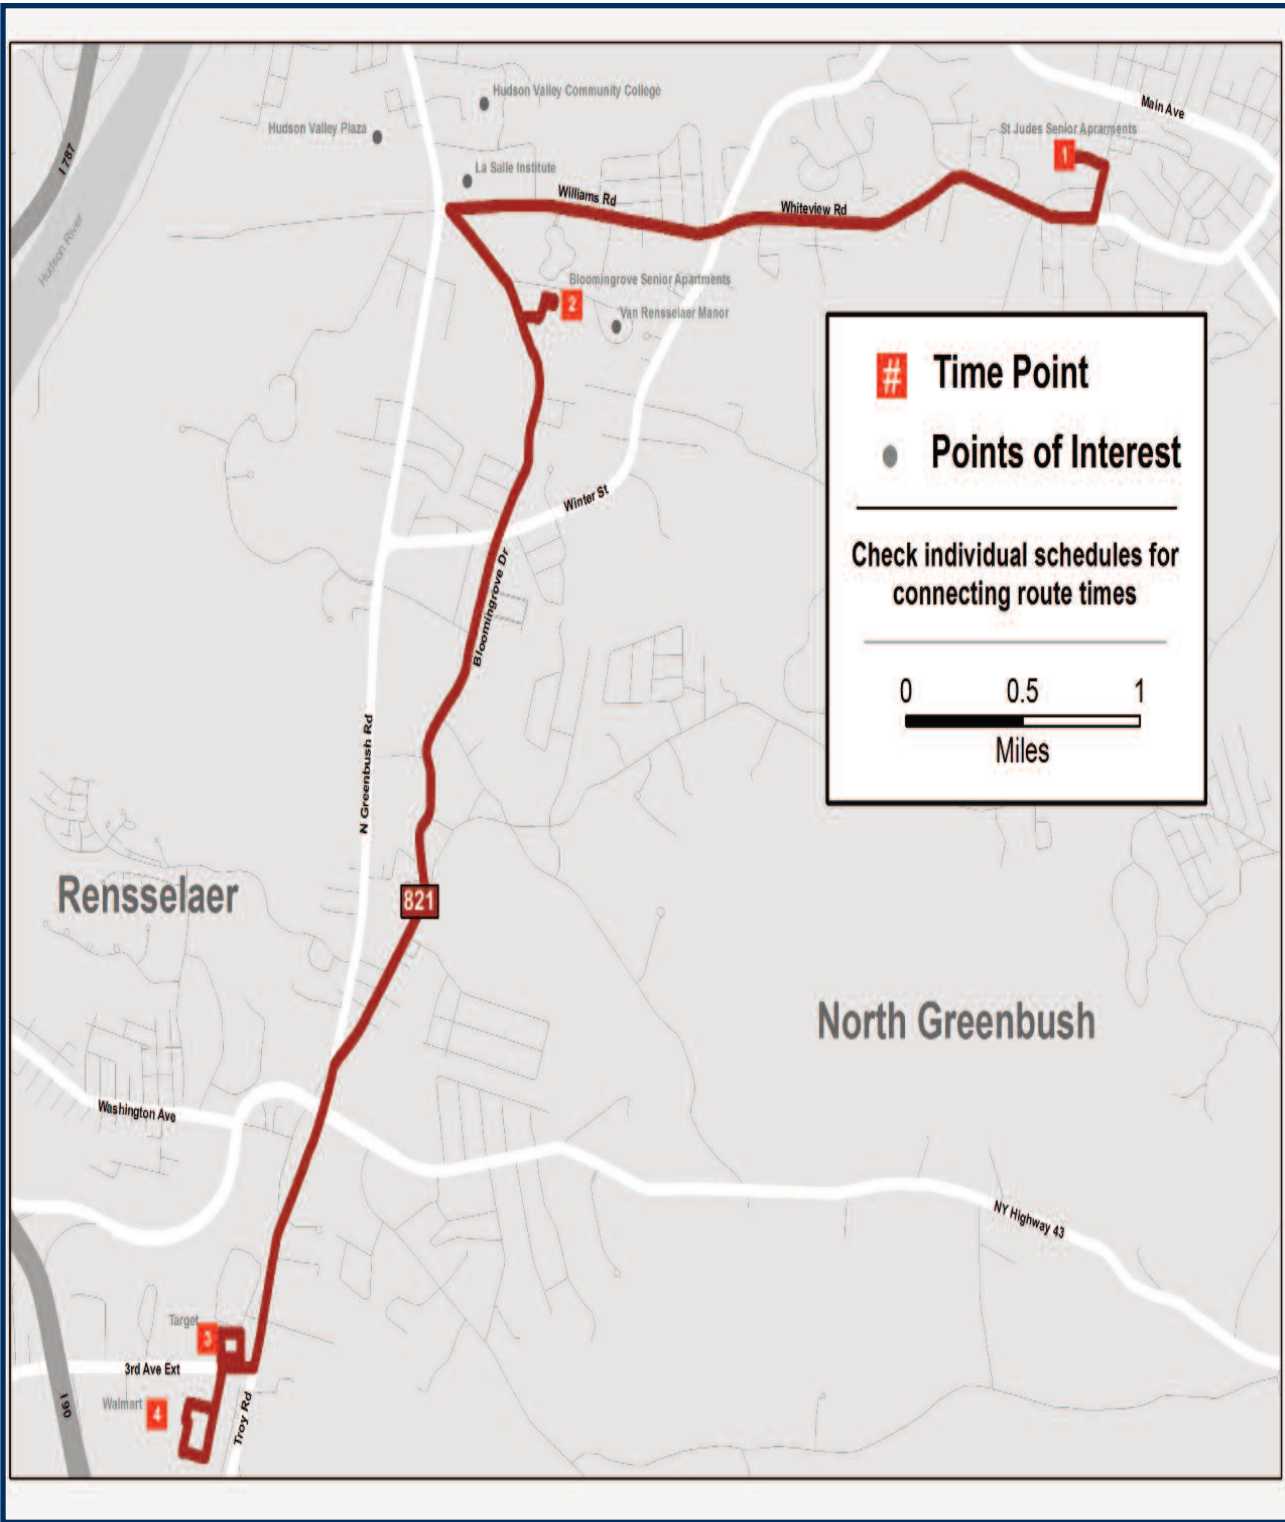 Hudson Valley Community College
Main Ave
Hudson Valley Plaza
St Judes Senior Aprarments
1
I 787
La Salle Institute
Williams Rd
Whiteview Rd
Hudson River
Bloomingrove Senior Apartments
2
Van Rensselaer Manor
# Time Point
Points of Interest
Check individual schedules for
connecting route times
0 0.5 1
Miles
Winter St
Bloomingrove Dr
N Greenbush Rd
Rensselaer
821
North Greenbush
Washington Ave
NY Highway 43
Target
3
3rd Ave Ext
Walmart
4
I90
Troy Rd